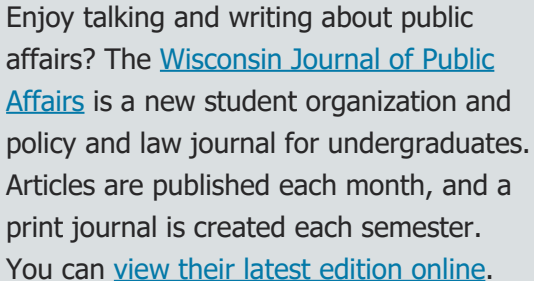 Enjoy talking and writing about public
affairs? The Wisconsin Journal of Public
Affairs is a new student organization and
policy and law journal for undergraduates.
Articles are published each month, and a
print journal is created each semester.
You can view their latest edition online.